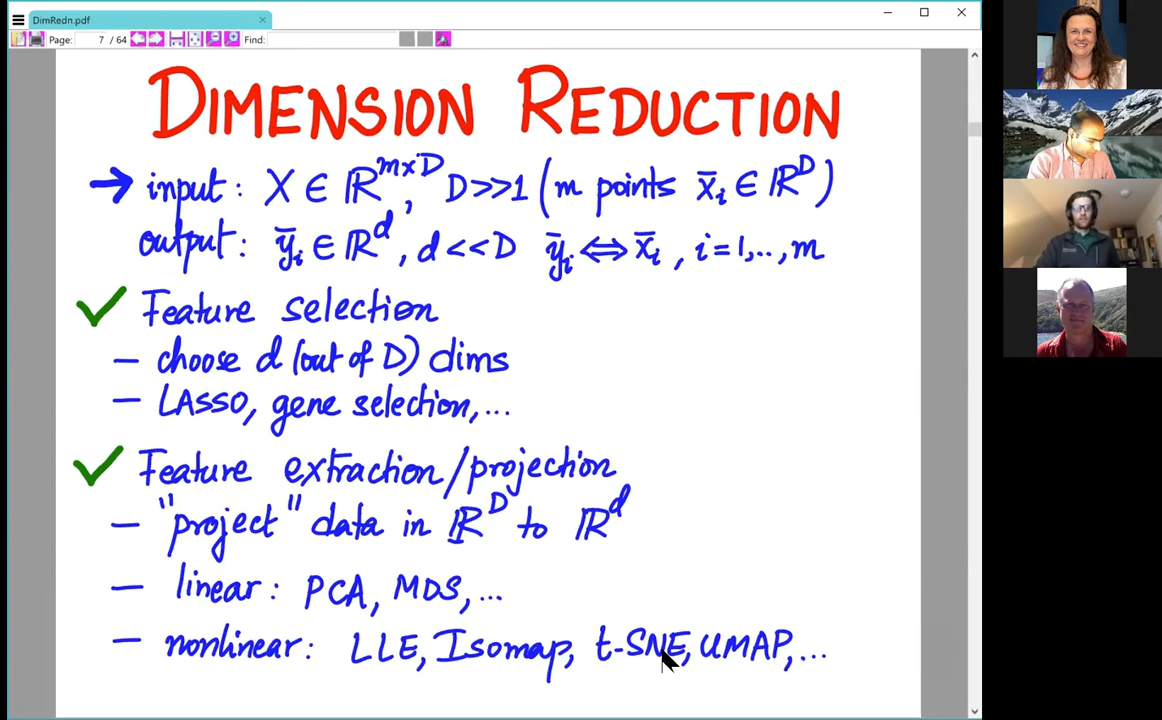 DimRedn.pdf
Page: 7 / 64 Find:
DIMENSION REDUCTION
→ input: X ∈ ℝ^{m×D}, D>>1 (m points x̄ᵢ ∈ ℝ^D)
output: ȳᵢ ∈ ℝ^d, d<<D ȳᵢ ⇔ x̄ᵢ, i=1,..,m
✓ Feature selection
– choose d (out of D) dims
– LASSO, gene selection,...
✓ Feature extraction/projection
– "project" data in ℝ^D to ℝ^d
– linear: PCA, MDS,...
– nonlinear: LLE, Isomap, t-SNE, UMAP,...